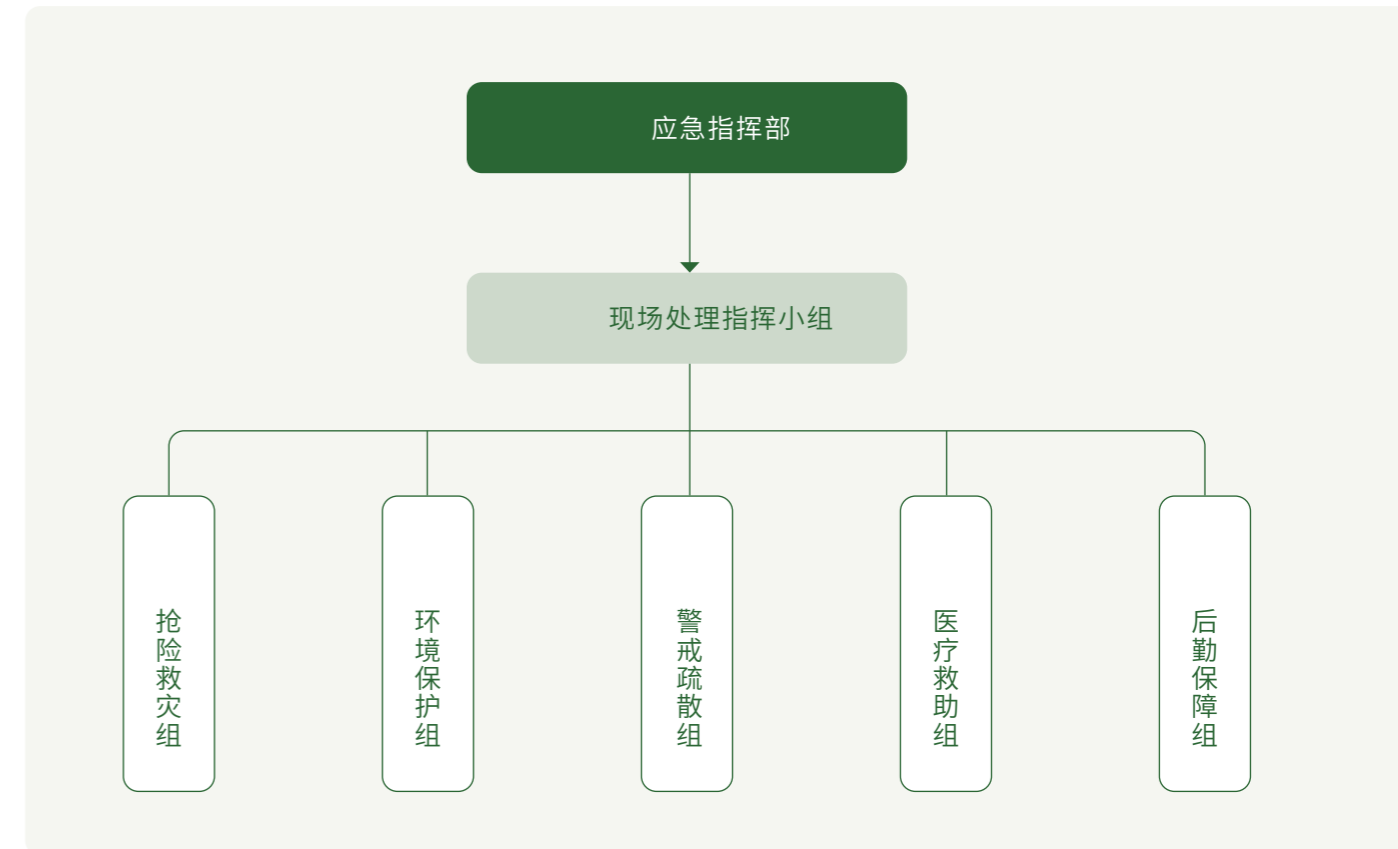 应急指挥部
现场处理指挥小组
抢险救灾组
环境保护组
警戒疏散组
医疗救助组
后勤保障组